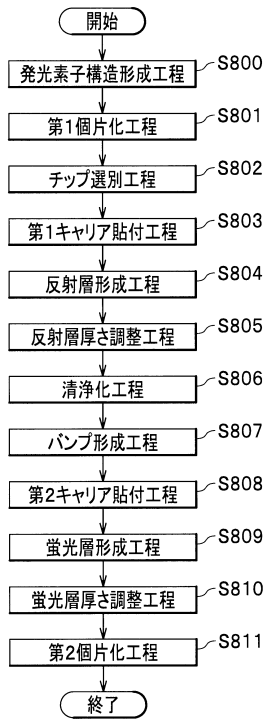 開始
発光素子構造形成工程 S800
第1個片化工程 S801
チップ選別工程 S802
第1キャリア貼付工程 S803
反射層形成工程 S804
反射層厚さ調整工程 S805
清浄化工程 S806
バンプ形成工程 S807
第2キャリア貼付工程 S808
蛍光層形成工程 S809
蛍光層厚さ調整工程 S810
第2個片化工程 S811
終了